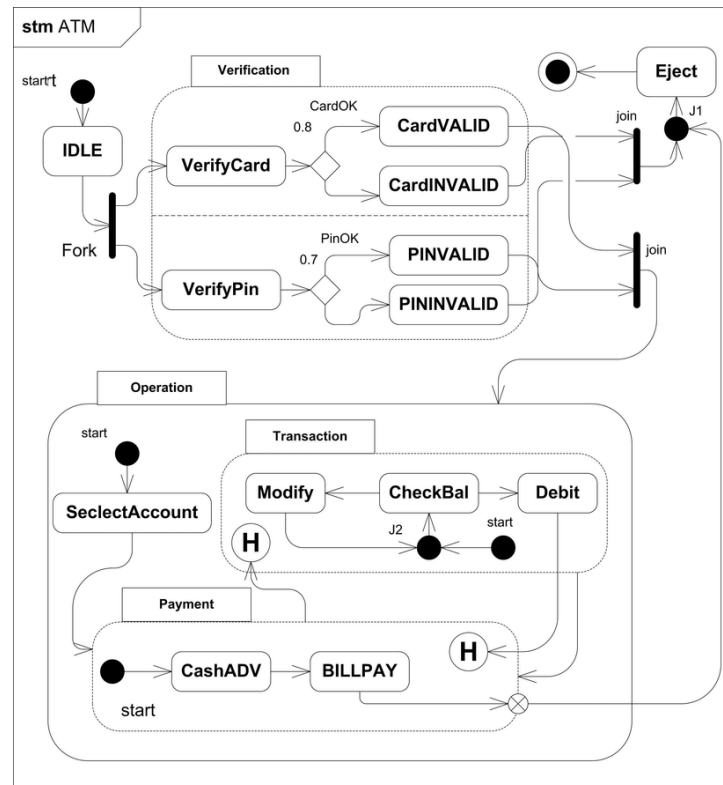 stm ATM
start
Verification
Eject
IDLE
CardOK
0.8
CardVALID
join
J1
VerifyCard
CardINVALID
Fork
PinOK
0.7
PINVALID
join
VerifyPin
PININVALID
Operation
start
Transaction
SeclectAccount
Modify
CheckBal
Debit
J2
start
H
Payment
H
CashADV
BILLPAY
start